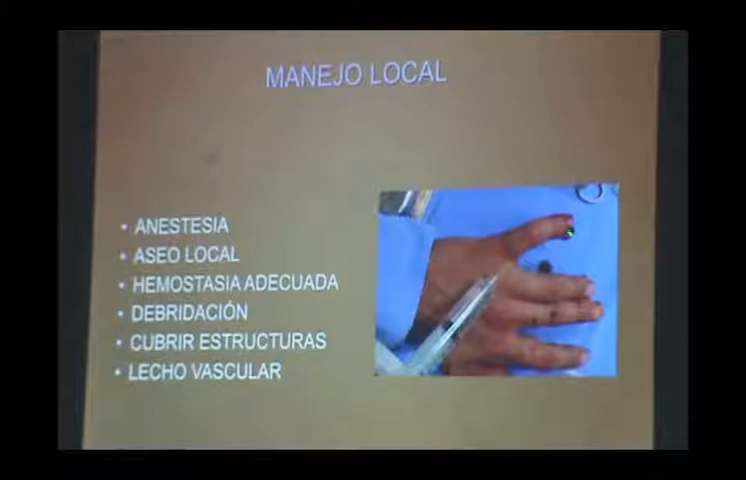 MANEJO LOCAL
• ANESTESIA
• ASEO LOCAL
• HEMOSTASIA ADECUADA
• DEBRIDACIÓN
• CUBRIR ESTRUCTURAS
• LECHO VASCULAR